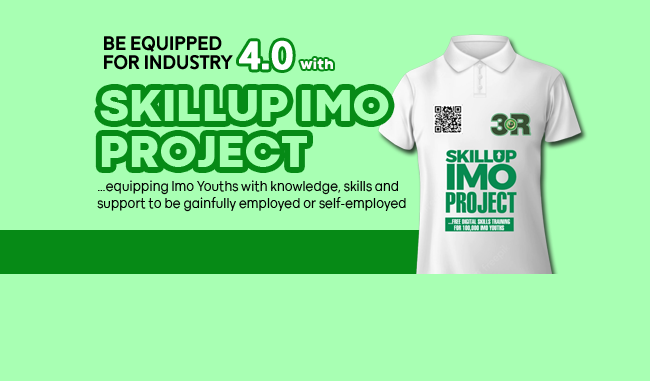 BE EQUIPPED
FOR INDUSTRY 4.0 with
SKILLUP IMO
PROJECT
...equipping Imo Youths with knowledge, skills and
support to be gainfully employed or self-employed
3R
SKILLUP
IMO
PROJECT
...FREE DIGITAL SKILLS TRAINING
FOR 100,000 IMO YOUTHS